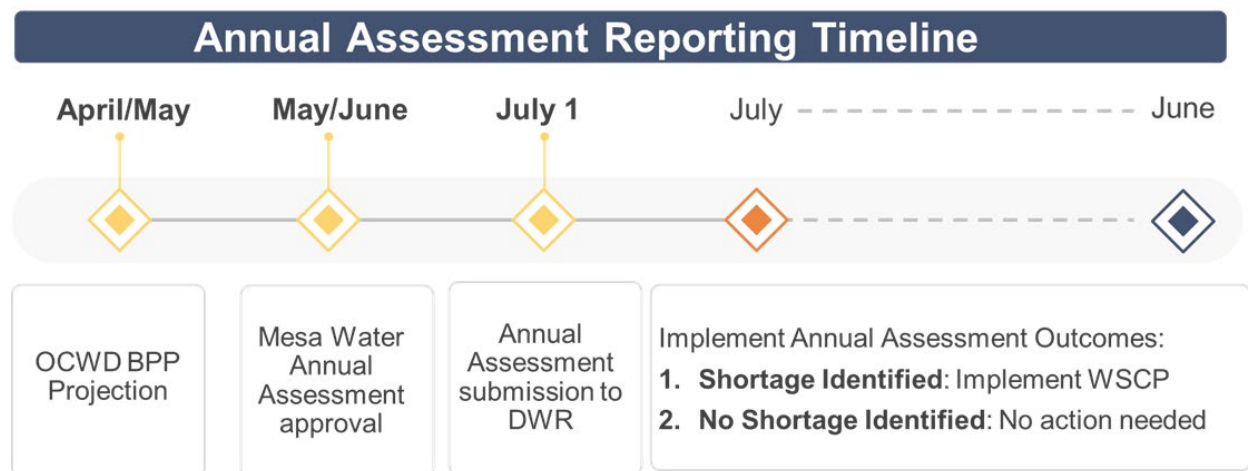 Annual Assessment Reporting Timeline
April/May
May/June
July 1
July
June
OCWD BPP
Projection
Mesa Water
Annual
Assessment
approval
Annual
Assessment
submission to
DWR
Implement Annual Assessment Outcomes:
1. Shortage Identified: Implement WSCP
2. No Shortage Identified: No action needed